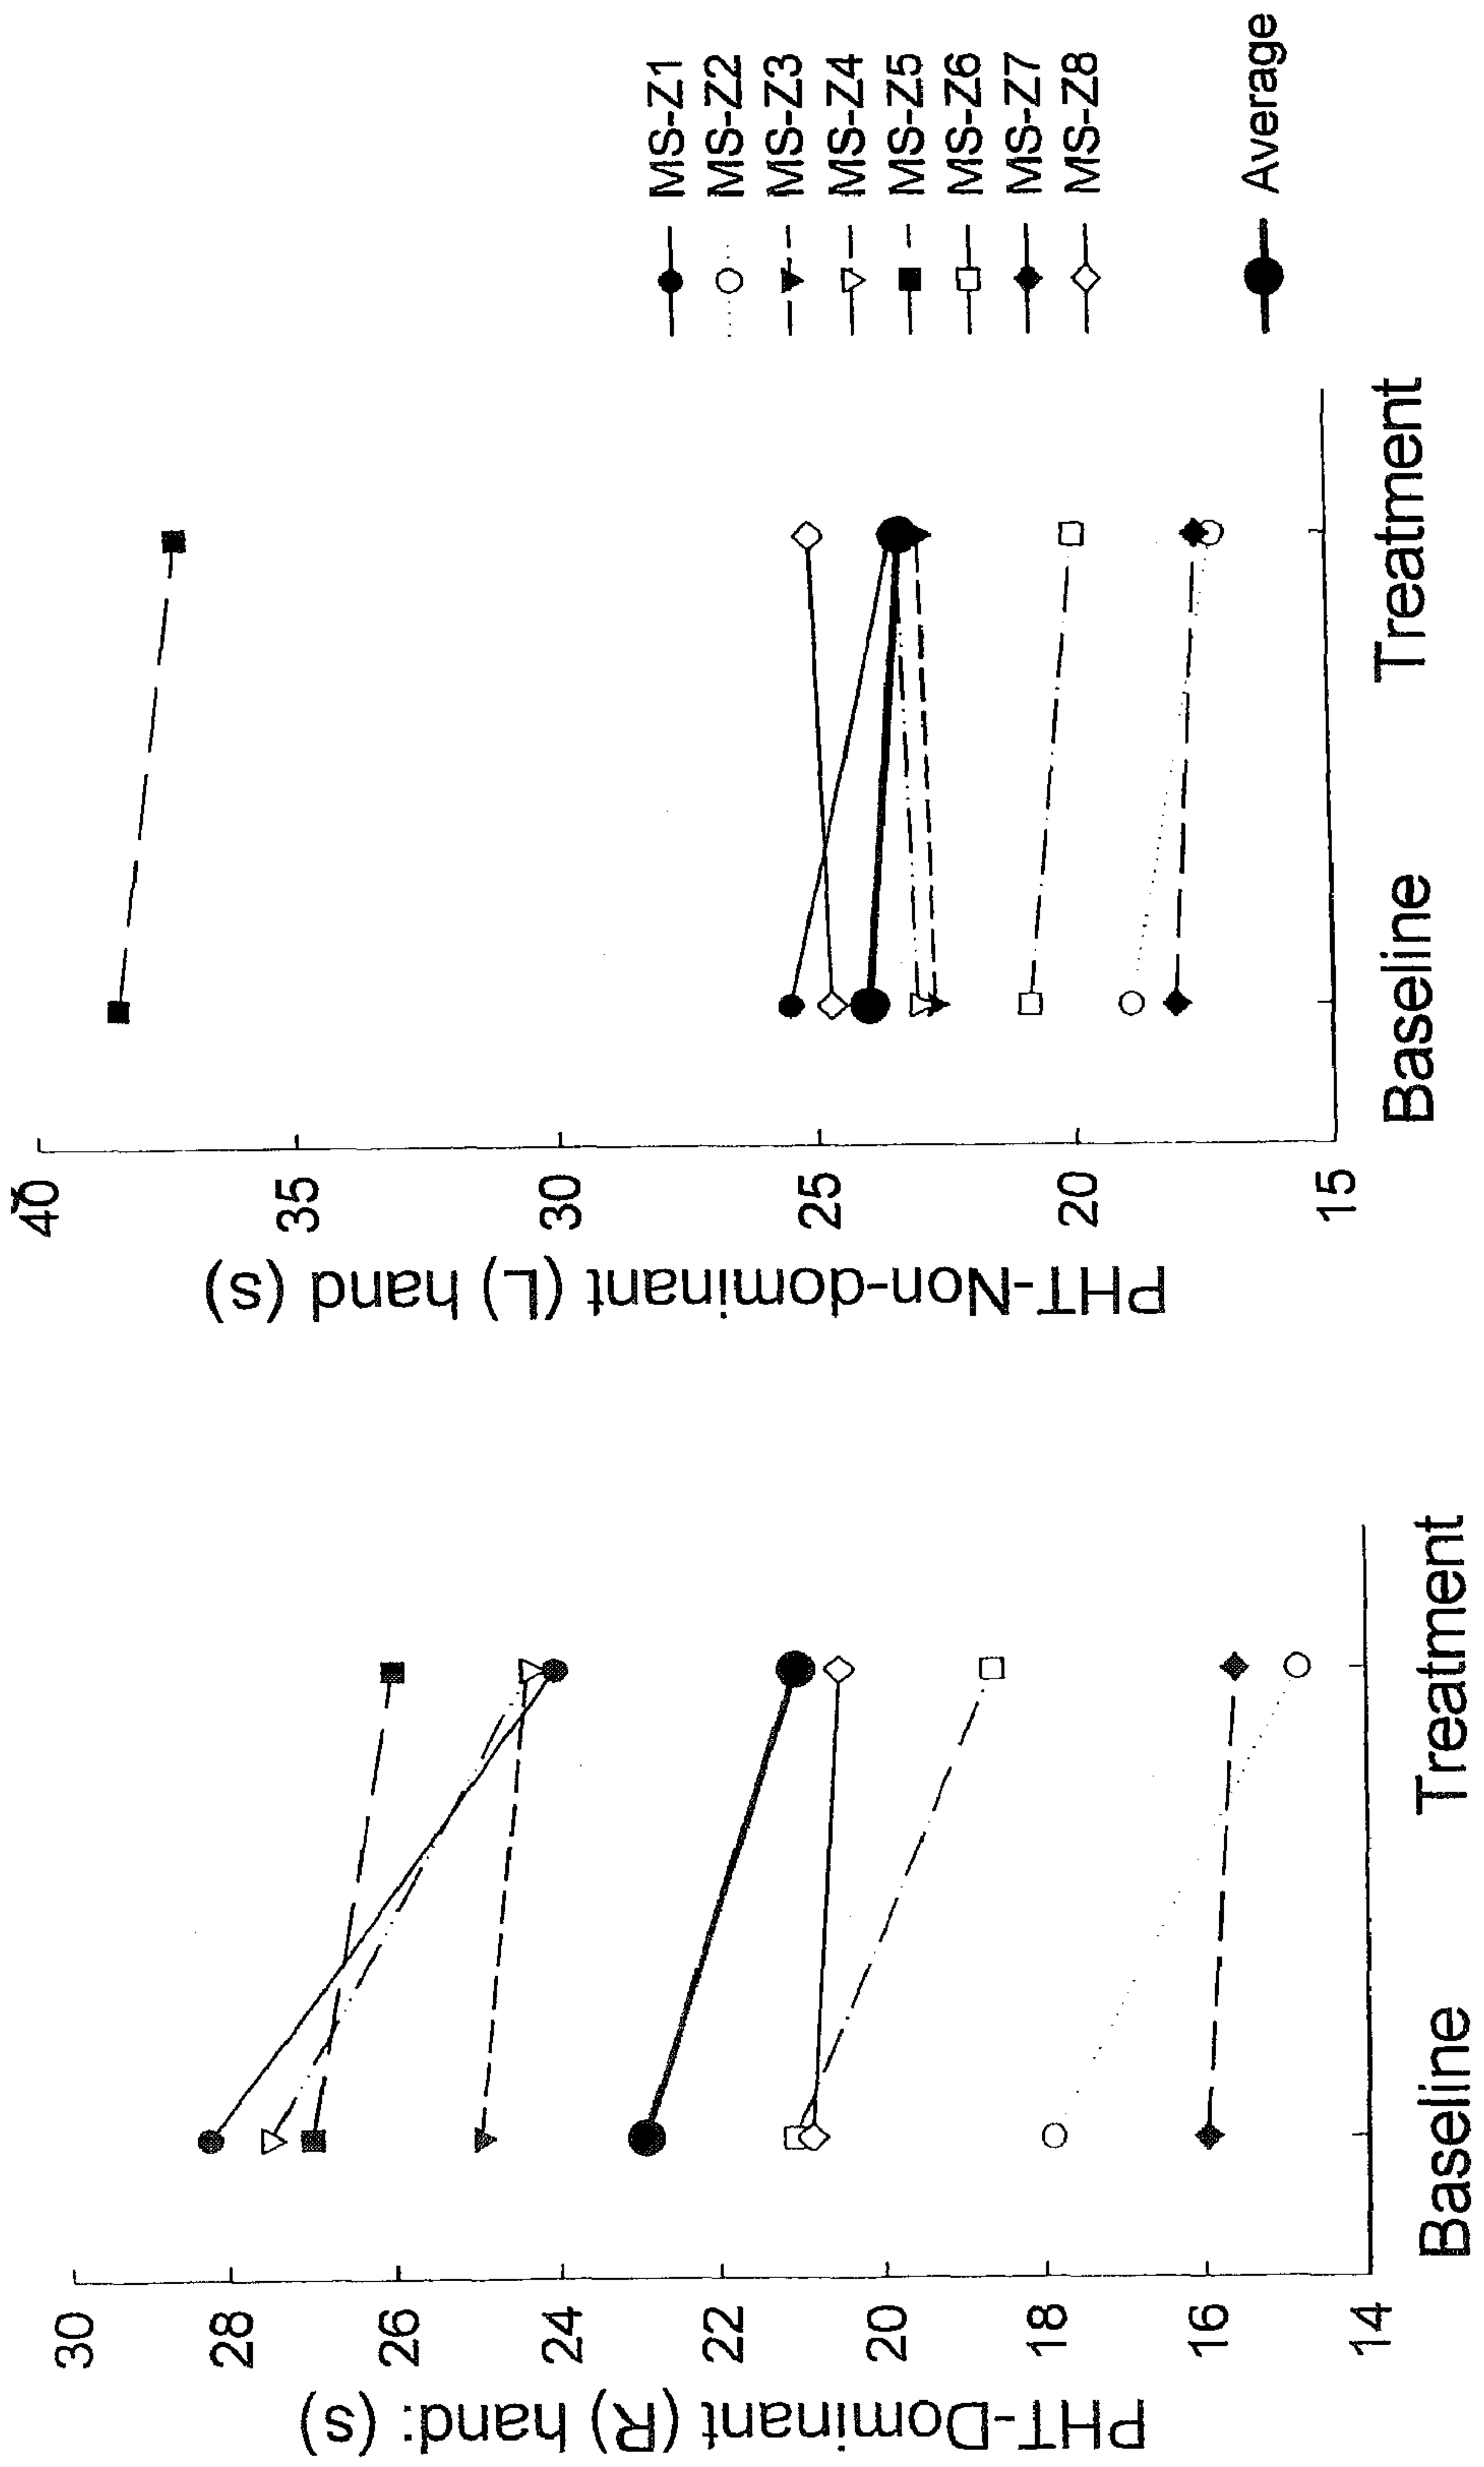 PHT-Dominant (R) hand: (s)
30
28
26
24
22
20
18
16
14
Baseline
Treatment
PHT-Non-dominant (L) hand (s)
40
35
30
25
20
15
Baseline
Treatment
MS-Z1
MS-Z2
MS-Z3
MS-Z4
MS-Z5
MS-Z6
MS-Z7
MS-Z8
Average